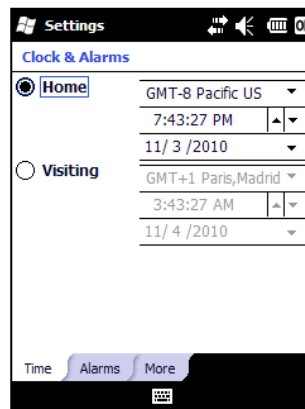 Settings
Clock & Alarms
Home
GMT-8 Pacific US
7:43:27 PM
11/ 3 /2010
Visiting
GMT+1 Paris,Madrid
3:43:27 AM
11/ 4 /2010
Time Alarms More